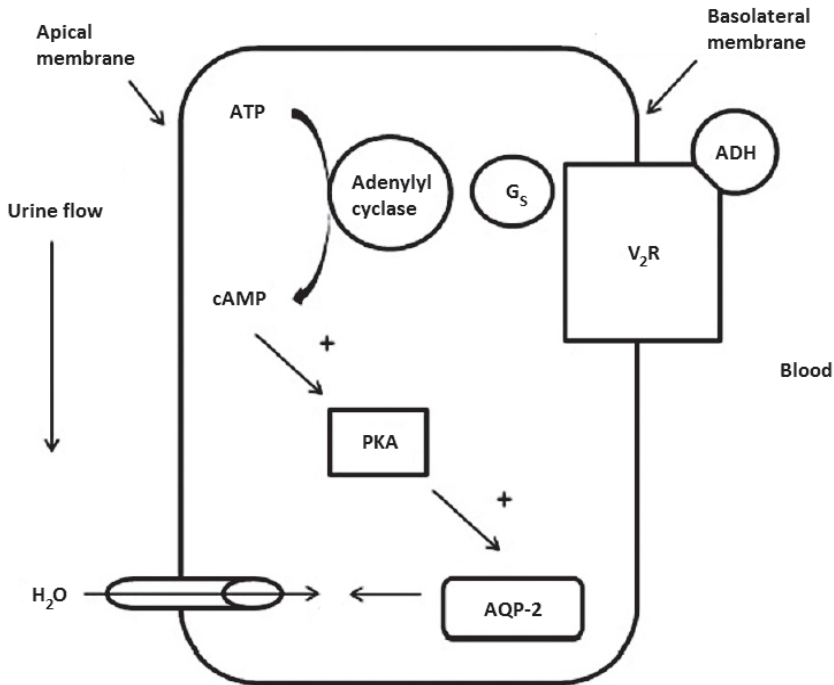 Apical
membrane
Basolateral
membrane
ATP
ADH
Adenylyl
cyclase
Gₛ
Urine flow
V₂R
cAMP
+
Blood
PKA
+
H₂O
AQP-2